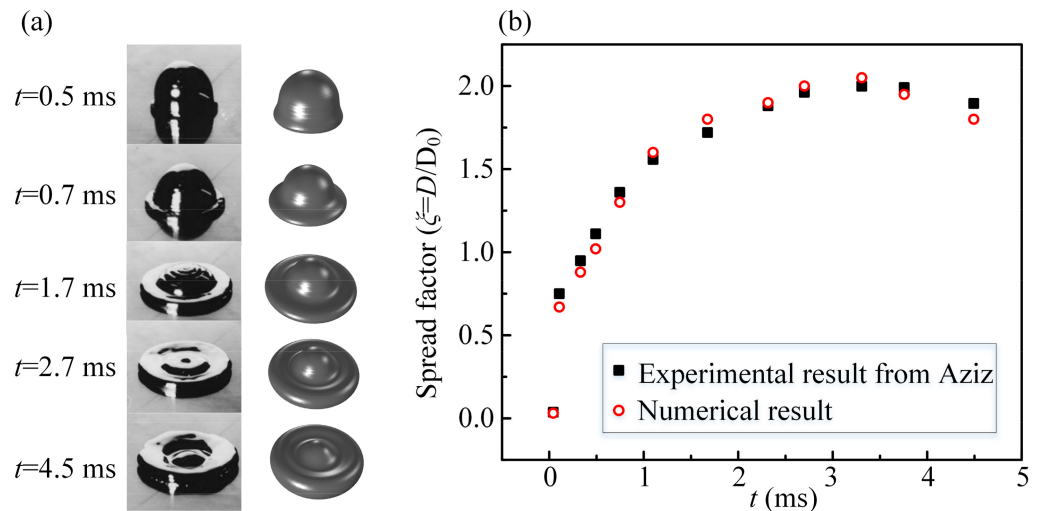 (a)
t=0.5 ms
t=0.7 ms
t=1.7 ms
t=2.7 ms
t=4.5 ms
(b)
Spread factor (ξ=D/D₀)
2.0
1.5
1.0
0.5
0.0
Experimental result from Aziz
Numerical result
0 1 2 3 4 5
t (ms)